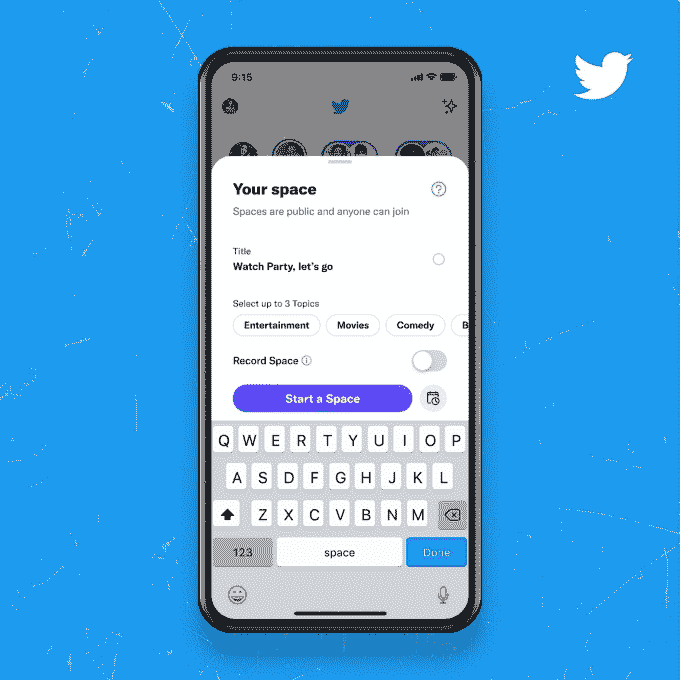 9:15
Your space
Spaces are public and anyone can join
Title
Watch Party, let's go
Select up to 3 Topics
Entertainment Movies Comedy B
Record Space
Start a Space
Q W E R T Y U I O P
A S D F G H J K L
Z X C V B N M
123 space Done